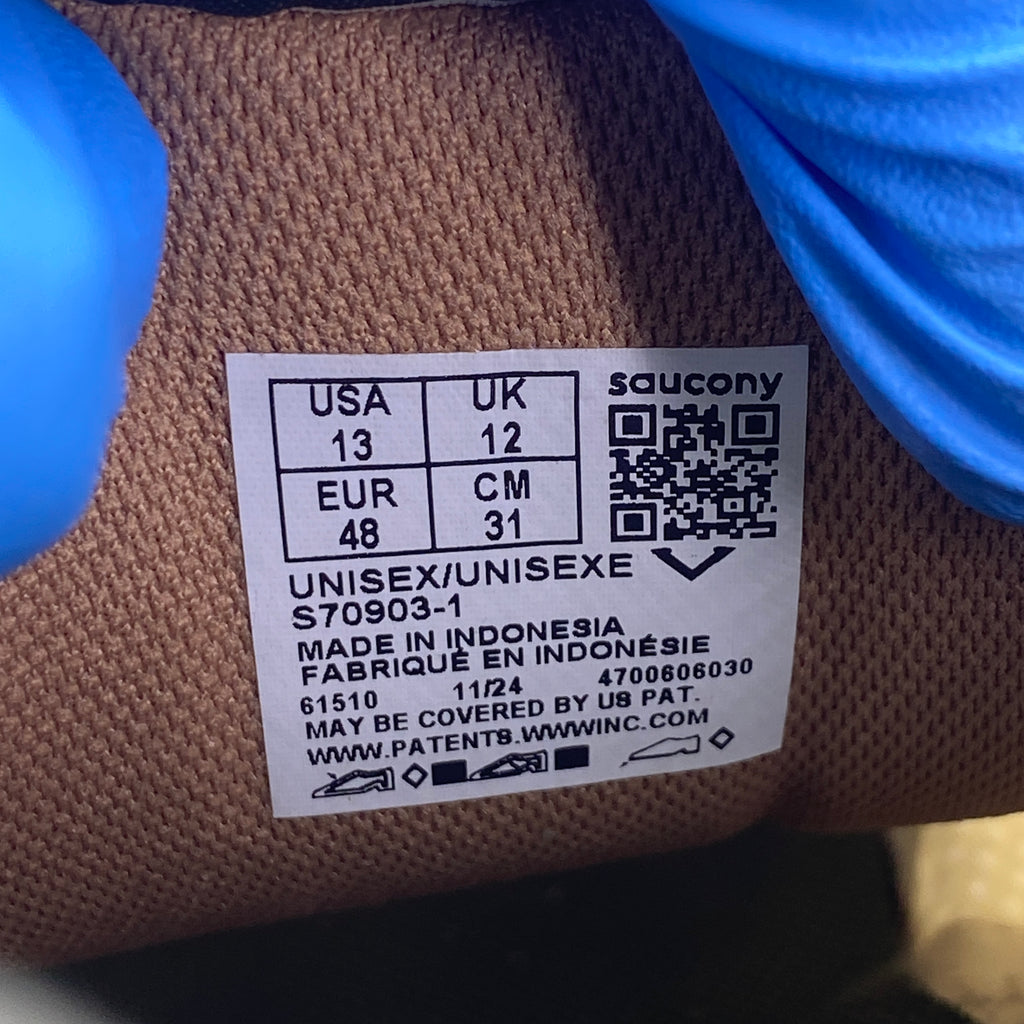 USA UK saucony
13 12
EUR CM
48 31
UNISEX/UNISEXE
S70903-1
MADE IN INDONESIA
FABRIQUÉ EN INDONÉSIE
61510 11/24 4700606030
MAY BE COVERED BY US PAT.
WWW.PATENTS.WWWINC.COM